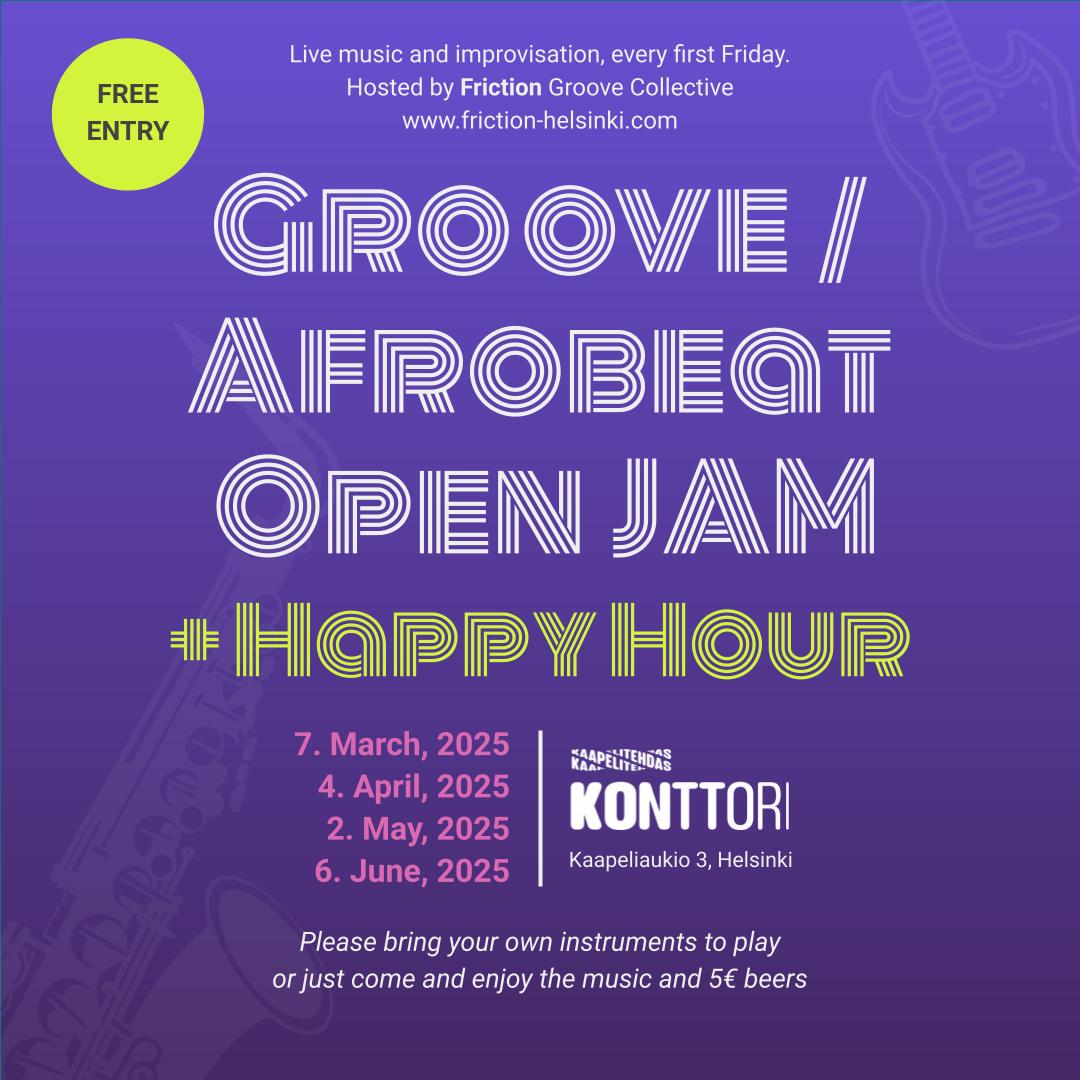 FREE
ENTRY
Live music and improvisation, every first Friday.
Hosted by Friction Groove Collective
www.friction-helsinki.com
Groove /
Afrobeat
Open JAM
+ Happy Hour
7. March, 2025
4. April, 2025
2. May, 2025
6. June, 2025
KAAPELITEHDAS
KAAPELITEHDAS
KONTTORI
Kaapeliaukio 3, Helsinki
Please bring your own instruments to play
or just come and enjoy the music and 5€ beers